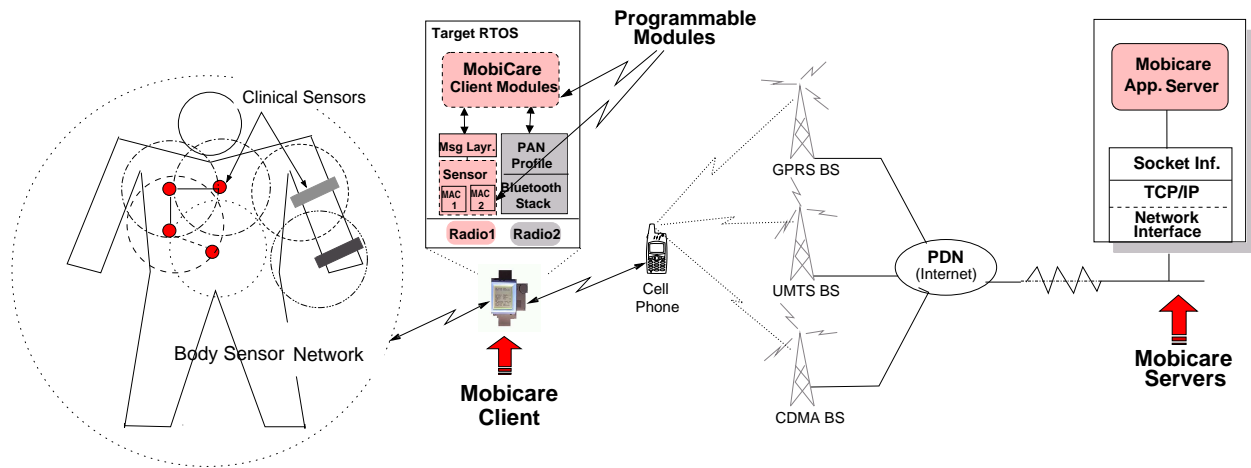 Clinical Sensors
Body Sensor Network
Target RTOS
MobiCare
Client Modules
Msg Layr.
Sensor
MAC
1
MAC
2
PAN
Profile
Bluetooth
Stack
Radio1
Radio2
Programmable
Modules
Mobicare
Client
Cell
Phone
GPRS BS
UMTS BS
CDMA BS
PDN
(Internet)
Mobicare
App. Server
Socket Inf.
TCP/IP
Network
Interface
Mobicare
Servers